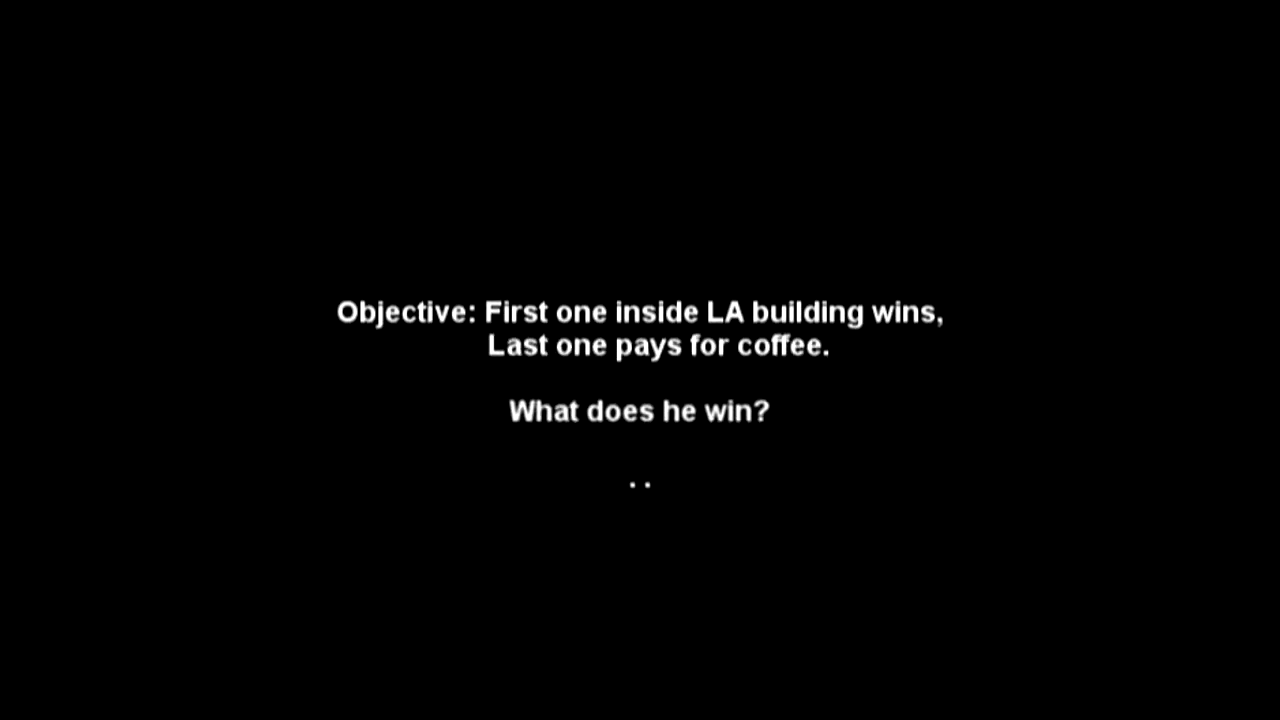 Objective: First one inside LA building wins,
Last one pays for coffee.
What does he win?
. .